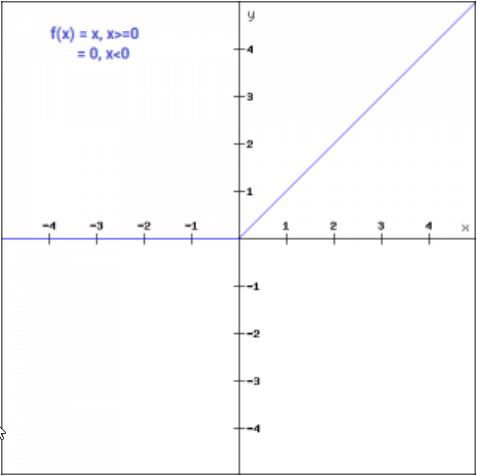 f(x) = x, x>=0
= 0, x<0
y
4
3
2
1
-4 -3 -2 -1 1 2 3 4 x
-1
-2
-3
-4